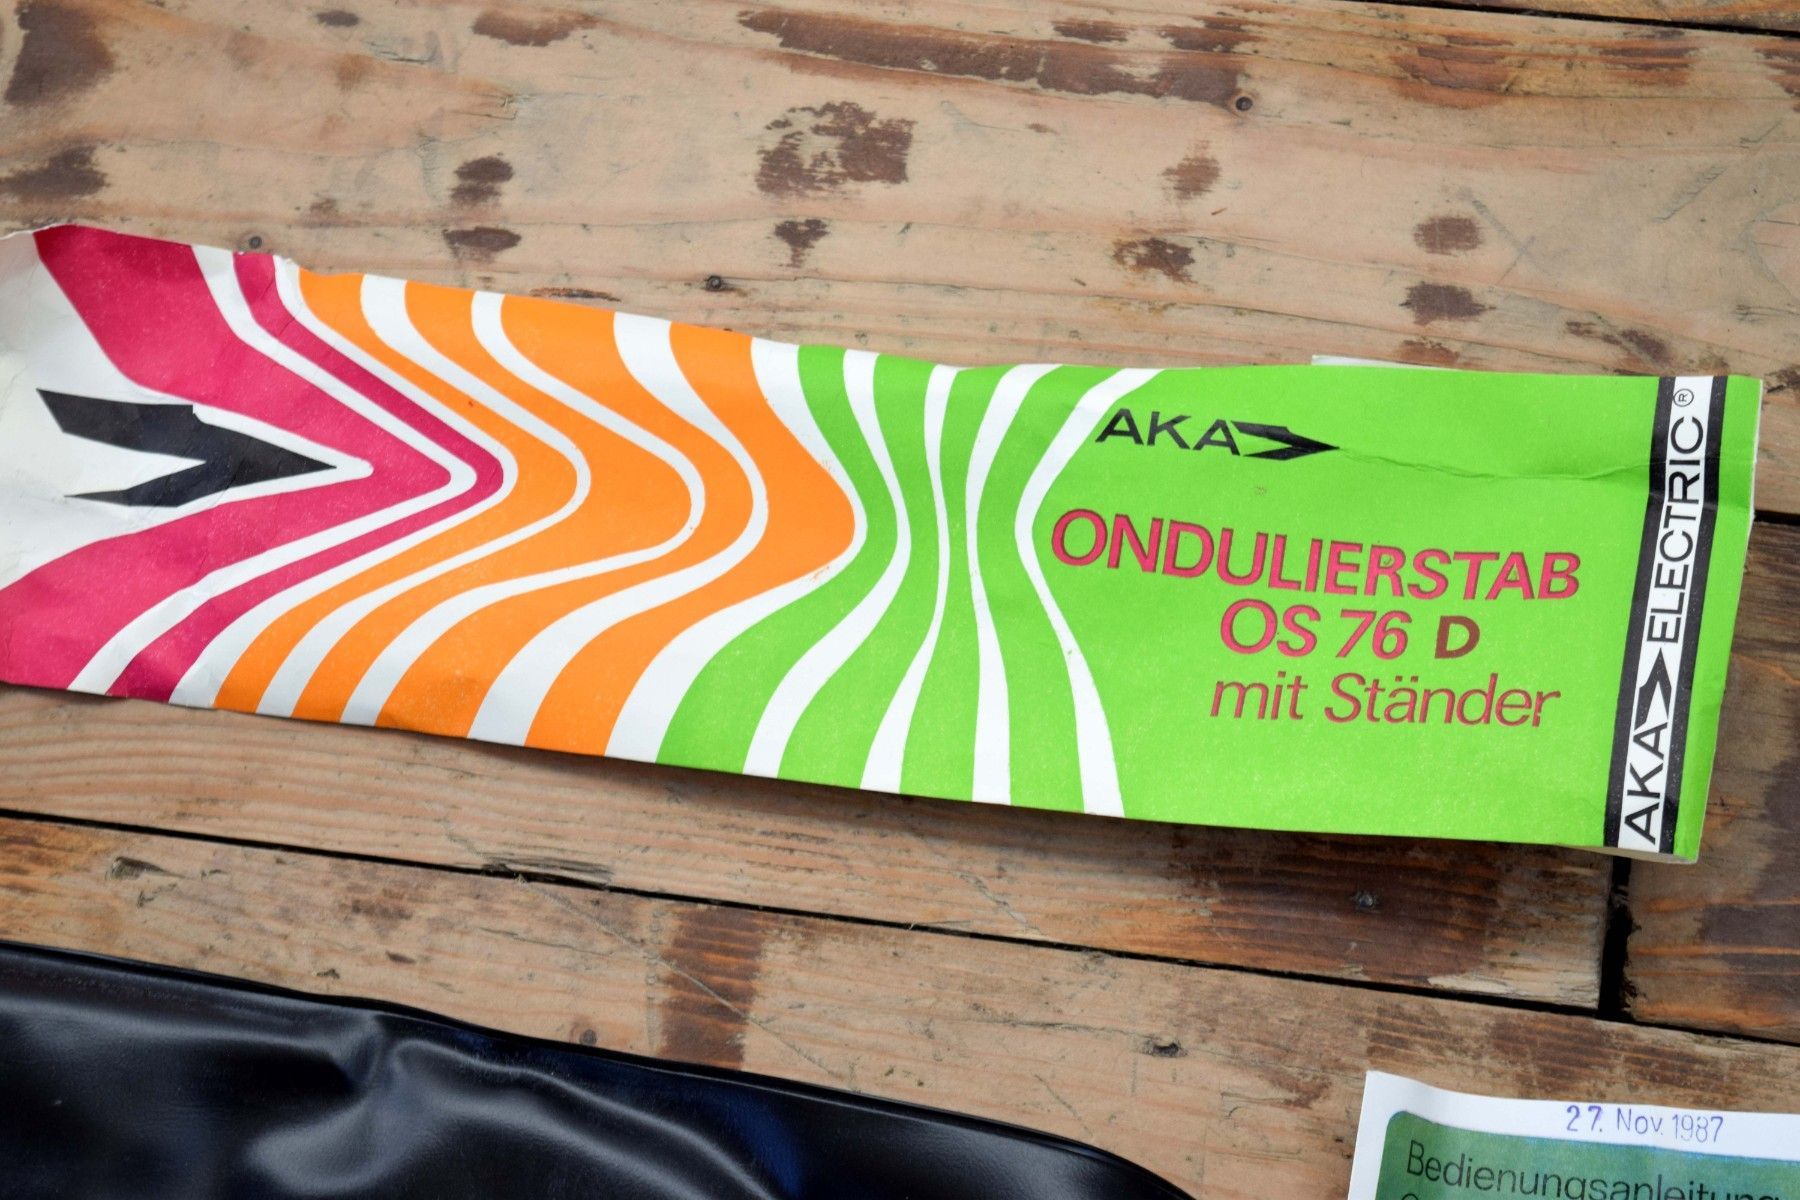 AKA
ONDULIERSTAB
OS 76 D
mit Ständer
AKA ELECTRIC®
27. Nov. 1987
Bedienungsanleitung